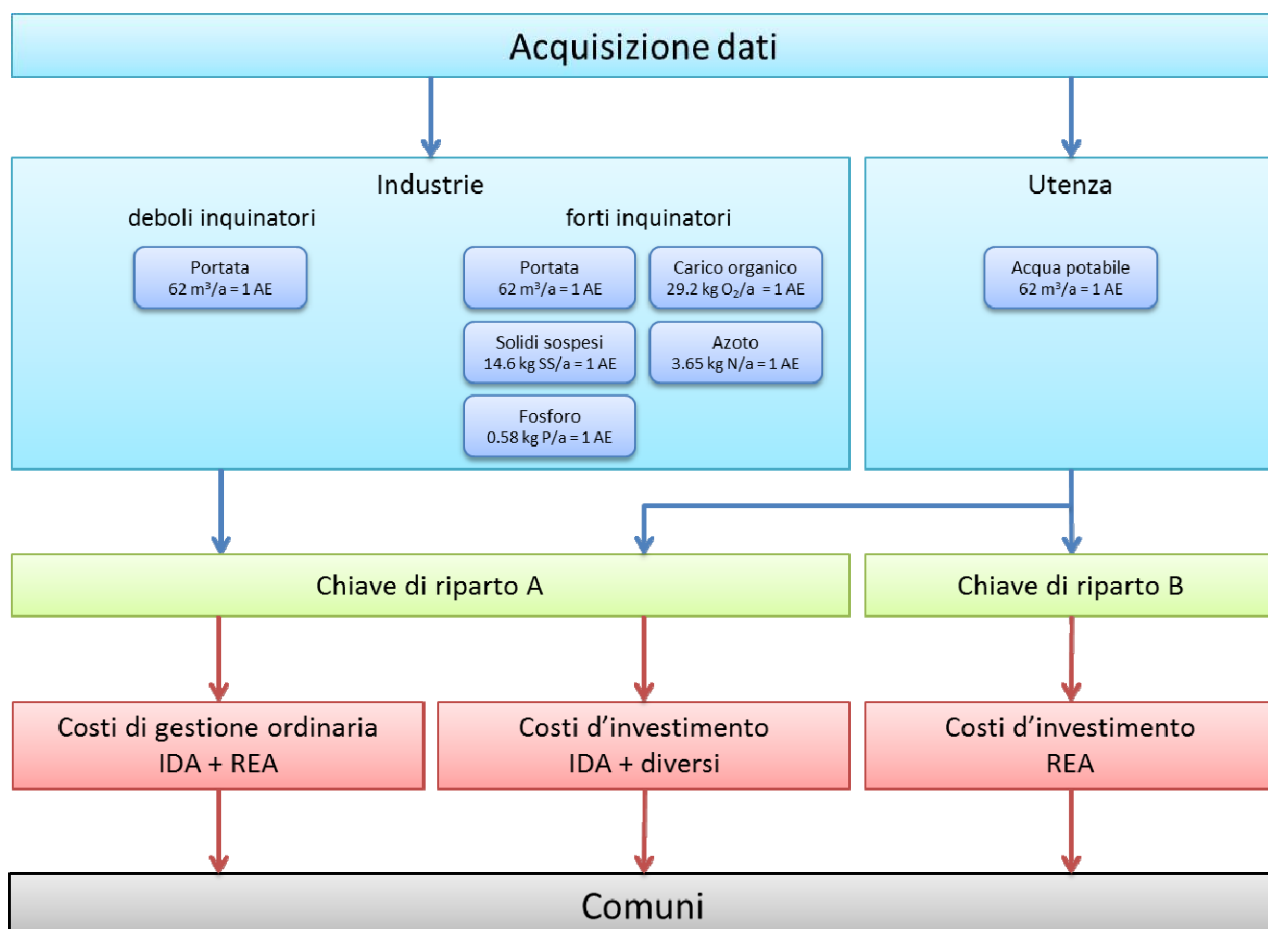 Acquisizione dati
Industrie
deboli inquinatori
forti inquinatori
Portata
62 m³/a = 1 AE
Portata
62 m³/a = 1 AE
Carico organico
29.2 kg O₂/a = 1 AE
Solidi sospesi
14.6 kg SS/a = 1 AE
Azoto
3.65 kg N/a = 1 AE
Fosforo
0.58 kg P/a = 1 AE
Utenza
Acqua potabile
62 m³/a = 1 AE
Chiave di riparto A
Chiave di riparto B
Costi di gestione ordinaria
IDA + REA
Costi d’investimento
IDA + diversi
Costi d’investimento
REA
Comuni